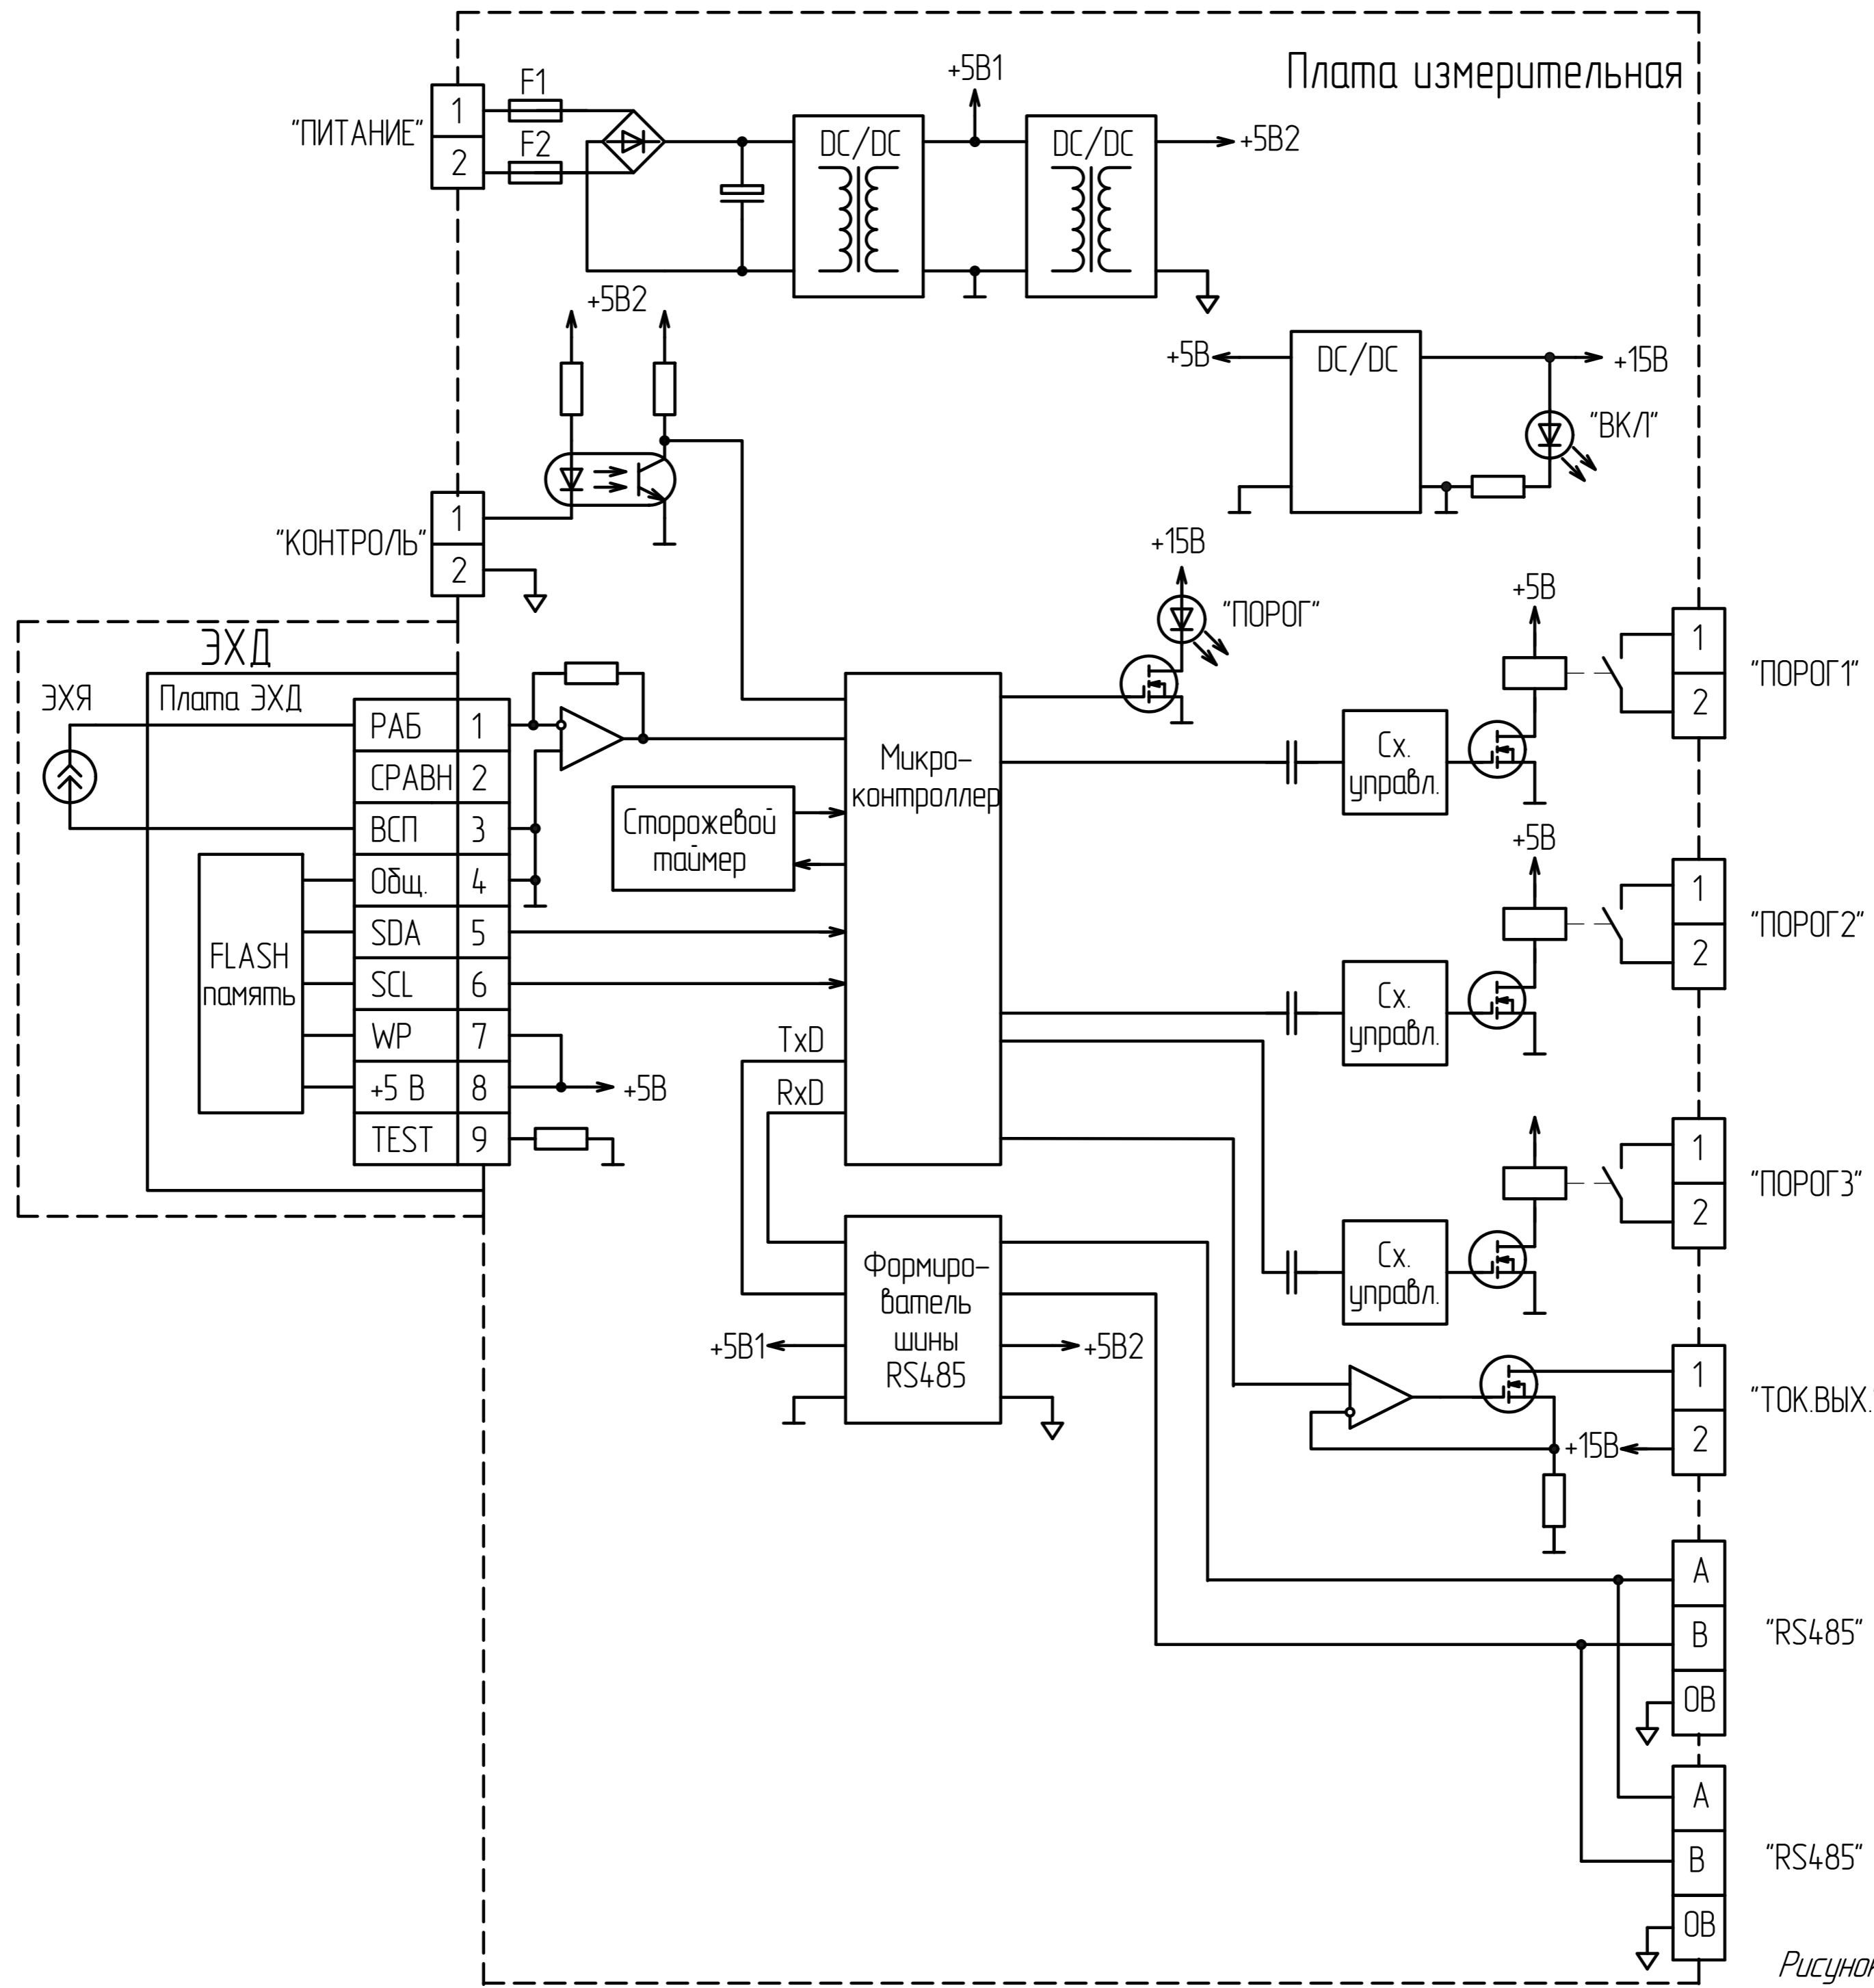 Плата измерительная
+5В1
F1
"ПИТАНИЕ"
1
2
F2
DC/DC
DC/DC
+5В2
+5В2
+5В
DC/DC
+15В
"ВКЛ"
"КОНТРОЛЬ"
1
2
+15В
"ПОРОГ"
+5В
1
2
"ПОРОГ1"
ЭХД
ЭХЯ
Плата ЭХД
РАБ 1
СРАВН 2
ВСП 3
Общ. 4
SDA 5
SCL 6
WP 7
+5 В 8
TEST 9
FLASH
память
+5В
Сторожевой
таймер
Микро-
контроллер
TxD
RxD
Сх.
управл.
+5В
1
2
"ПОРОГ2"
Сх.
управл.
1
2
"ПОРОГ3"
Сх.
управл.
Формиро-
ватель
шины
RS485
+5В1
+5В2
1
2
"ТОК.ВЫХ.
+15В
А
В
0В
"RS485"
А
В
0В
"RS485"